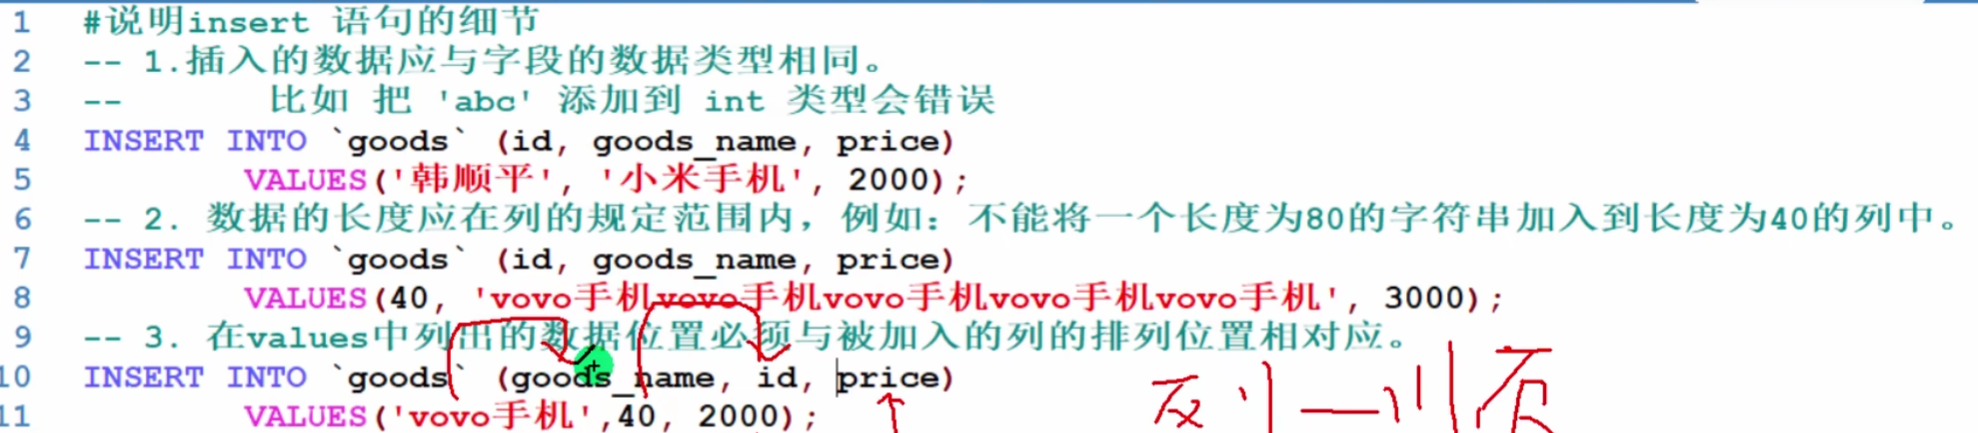 1 #说明insert 语句的细节
2 -- 1.插入的数据应与字段的数据类型相同。
3 -- 比如 把 'abc' 添加到 int 类型会错误
4 INSERT INTO `goods` (id, goods_name, price)
5 VALUES('韩顺平', '小米手机', 2000);
6 -- 2. 数据的长度应在列的规定范围内，例如：不能将一个长度为80的字符串加入到长度为40的列中。
7 INSERT INTO `goods` (id, goods_name, price)
8 VALUES(40, 'vovo手机vovo手机vovo手机vovo手机vovo手机', 3000);
9 -- 3. 在values中列出的数据位置必须与被加入的列的排列位置相对应。
10 INSERT INTO `goods` (goods_name, id, price)
11 VALUES('vovo手机',40, 2000);